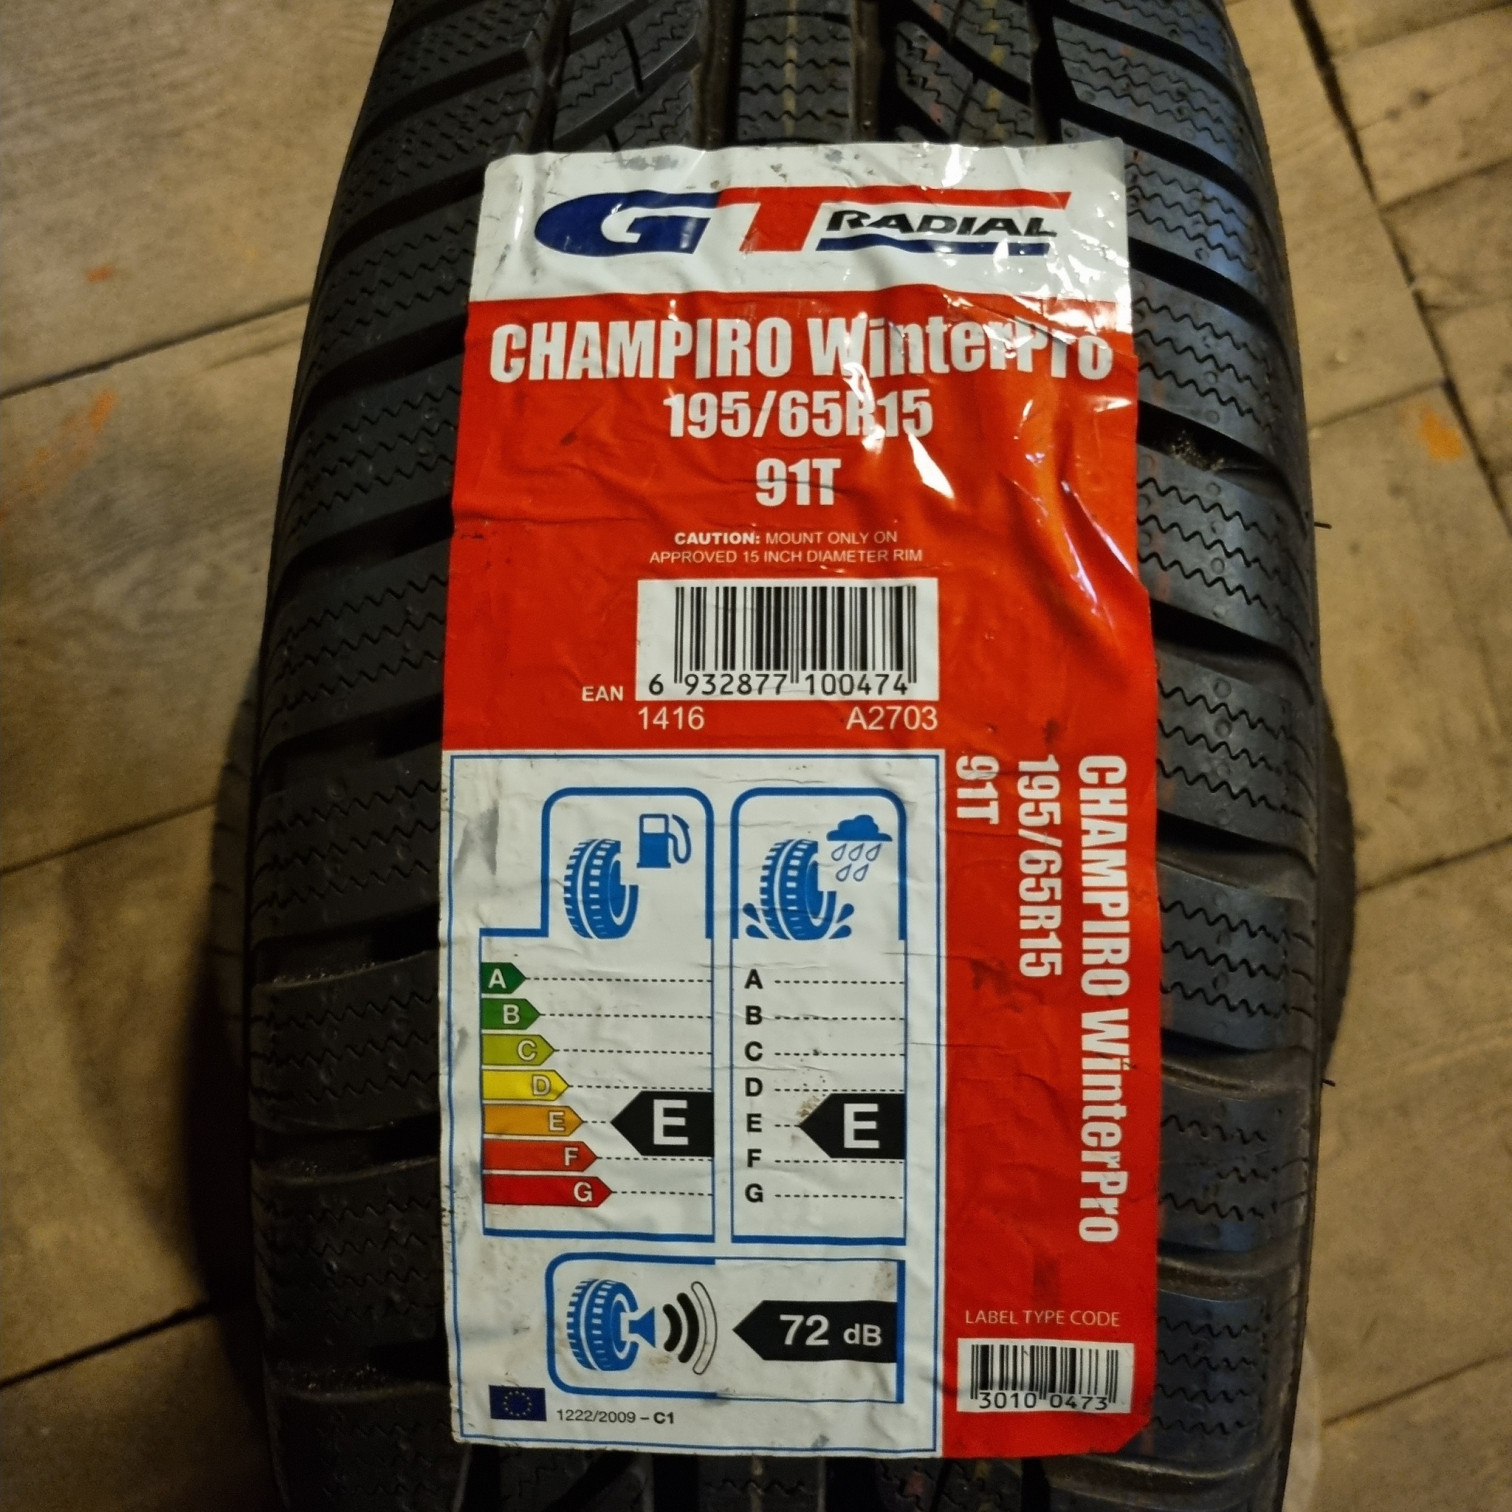 GT RADIAL
CHAMPIRO WinterPro
195/65R15
91T
CAUTION: MOUNT ONLY ON
APPROVED 15 INCH DIAMETER RIM
EAN 6 932877 100474
1416 A2703
CHAMPIRO WinterPro
195/65R15
91T
A A
B B
C C
D D
E E E E
F F
G G
72 dB
1222/2009 – C1
LABEL TYPE CODE
3010 0473